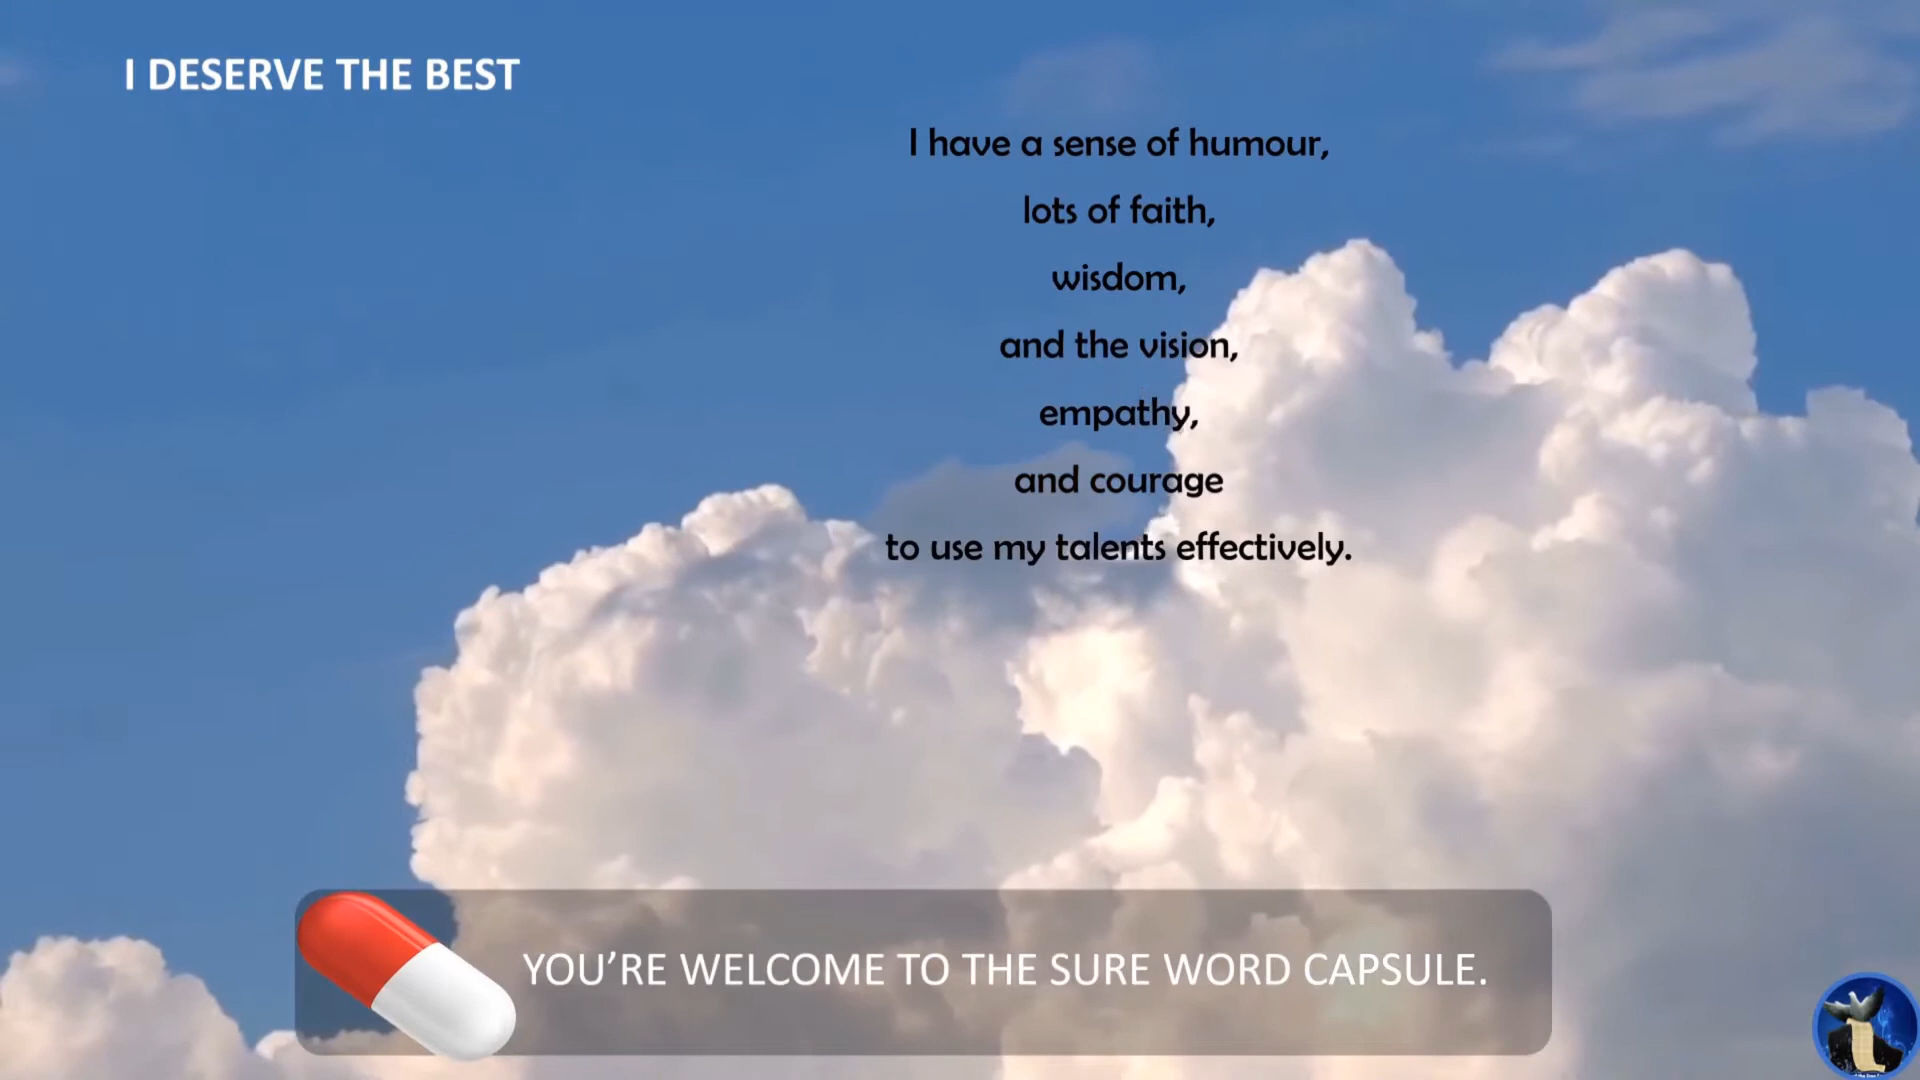 I DESERVE THE BEST
I have a sense of humour,
lots of faith,
wisdom,
and the vision,
empathy,
and courage
to use my talents effectively.
YOU’RE WELCOME TO THE SURE WORD CAPSULE.